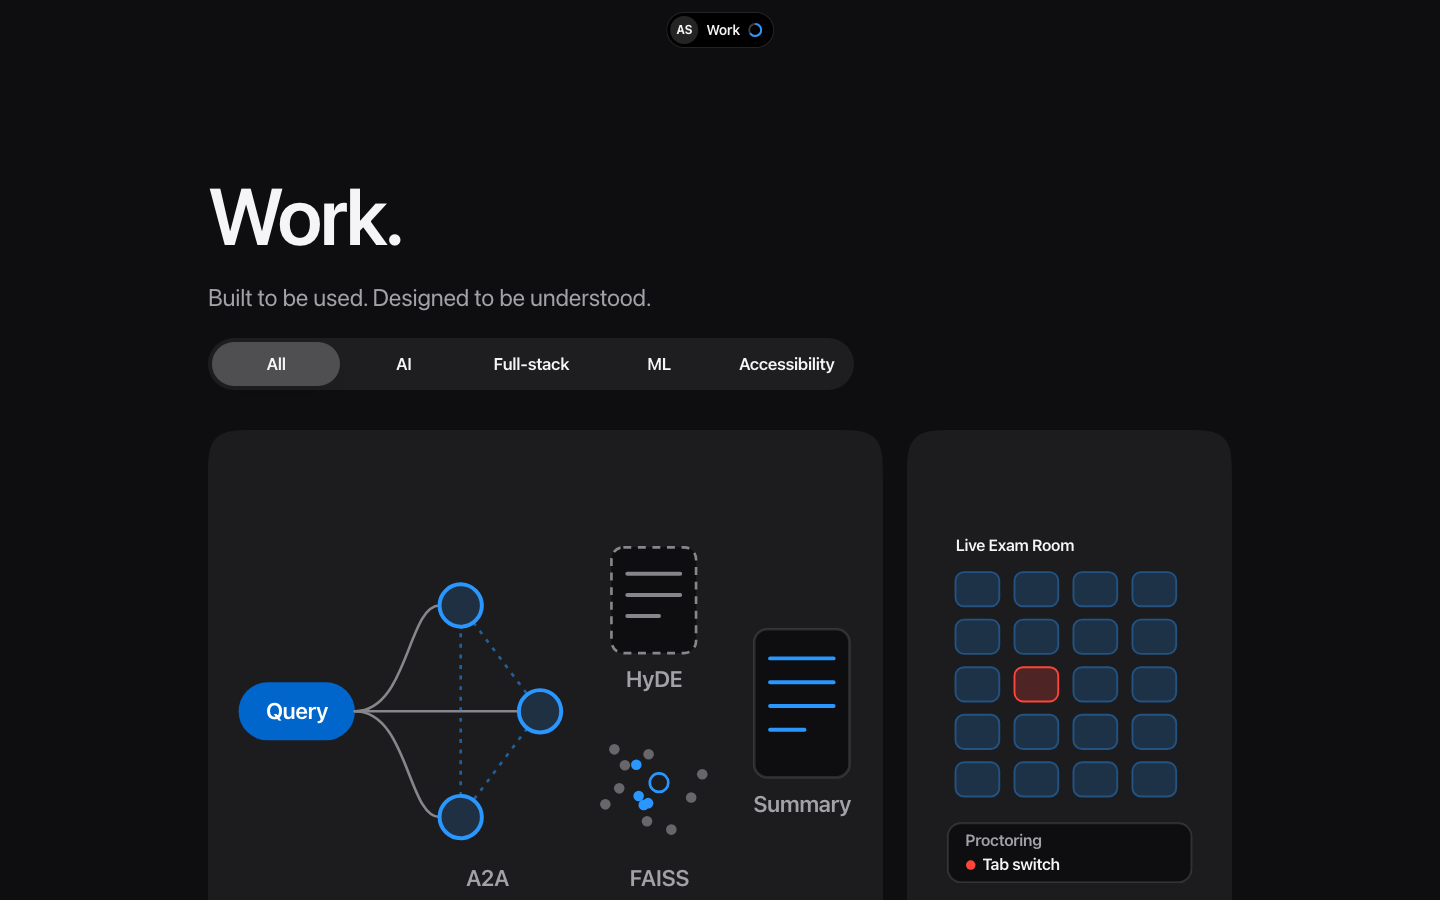 AS Work
Work.
Built to be used. Designed to be understood.
All AI Full-stack ML Accessibility
Live Exam Room
HyDE
Query
Summary
Proctoring
Tab switch
A2A FAISS